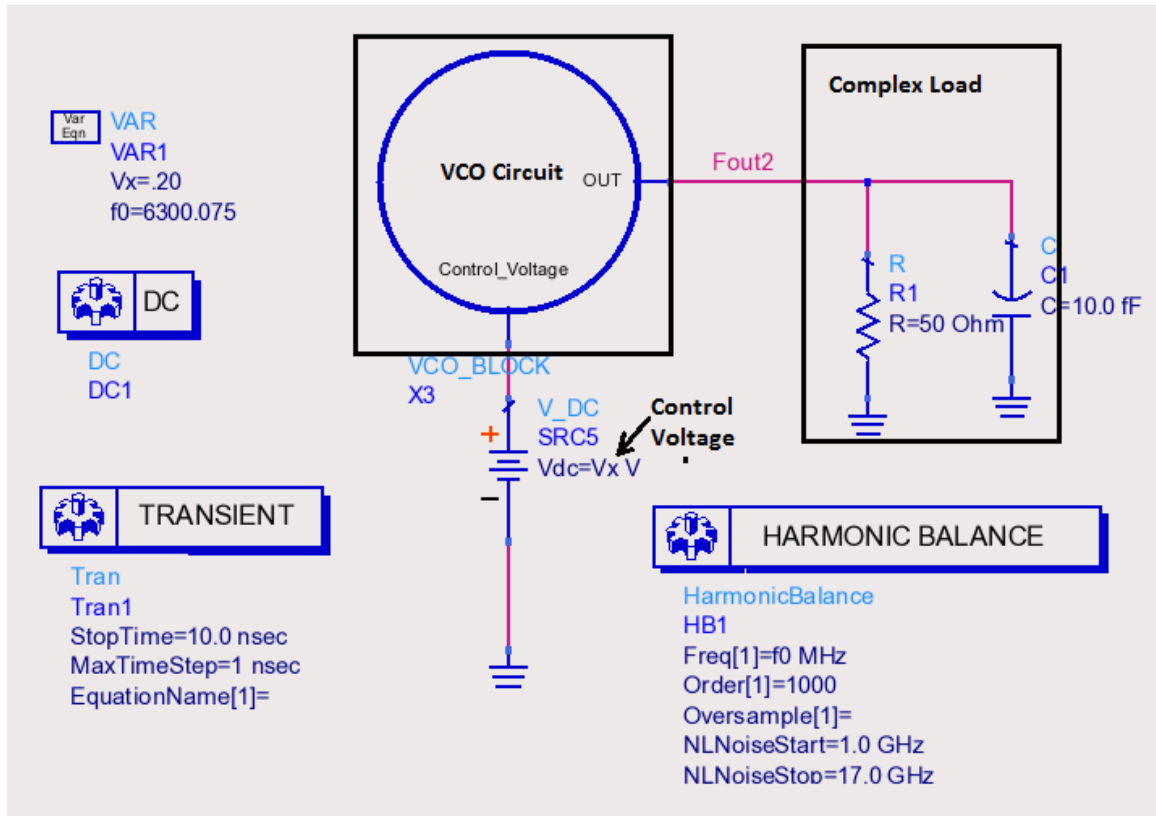 Var
Eqn
VAR
VAR1
Vx=.20
f0=6300.075
DC
DC
DC1
VCO Circuit
OUT
Control_Voltage
VCO_BLOCK
X3
Fout2
Complex Load
R
R1
R=50 Ohm
C
C1
C=10.0 fF
+
V_DC
SRC5
Vdc=Vx V
−
Control
Voltage
TRANSIENT
Tran
Tran1
StopTime=10.0 nsec
MaxTimeStep=1 nsec
EquationName[1]=
HARMONIC BALANCE
HarmonicBalance
HB1
Freq[1]=f0 MHz
Order[1]=1000
Oversample[1]=
NLNoiseStart=1.0 GHz
NLNoiseStop=17.0 GHz